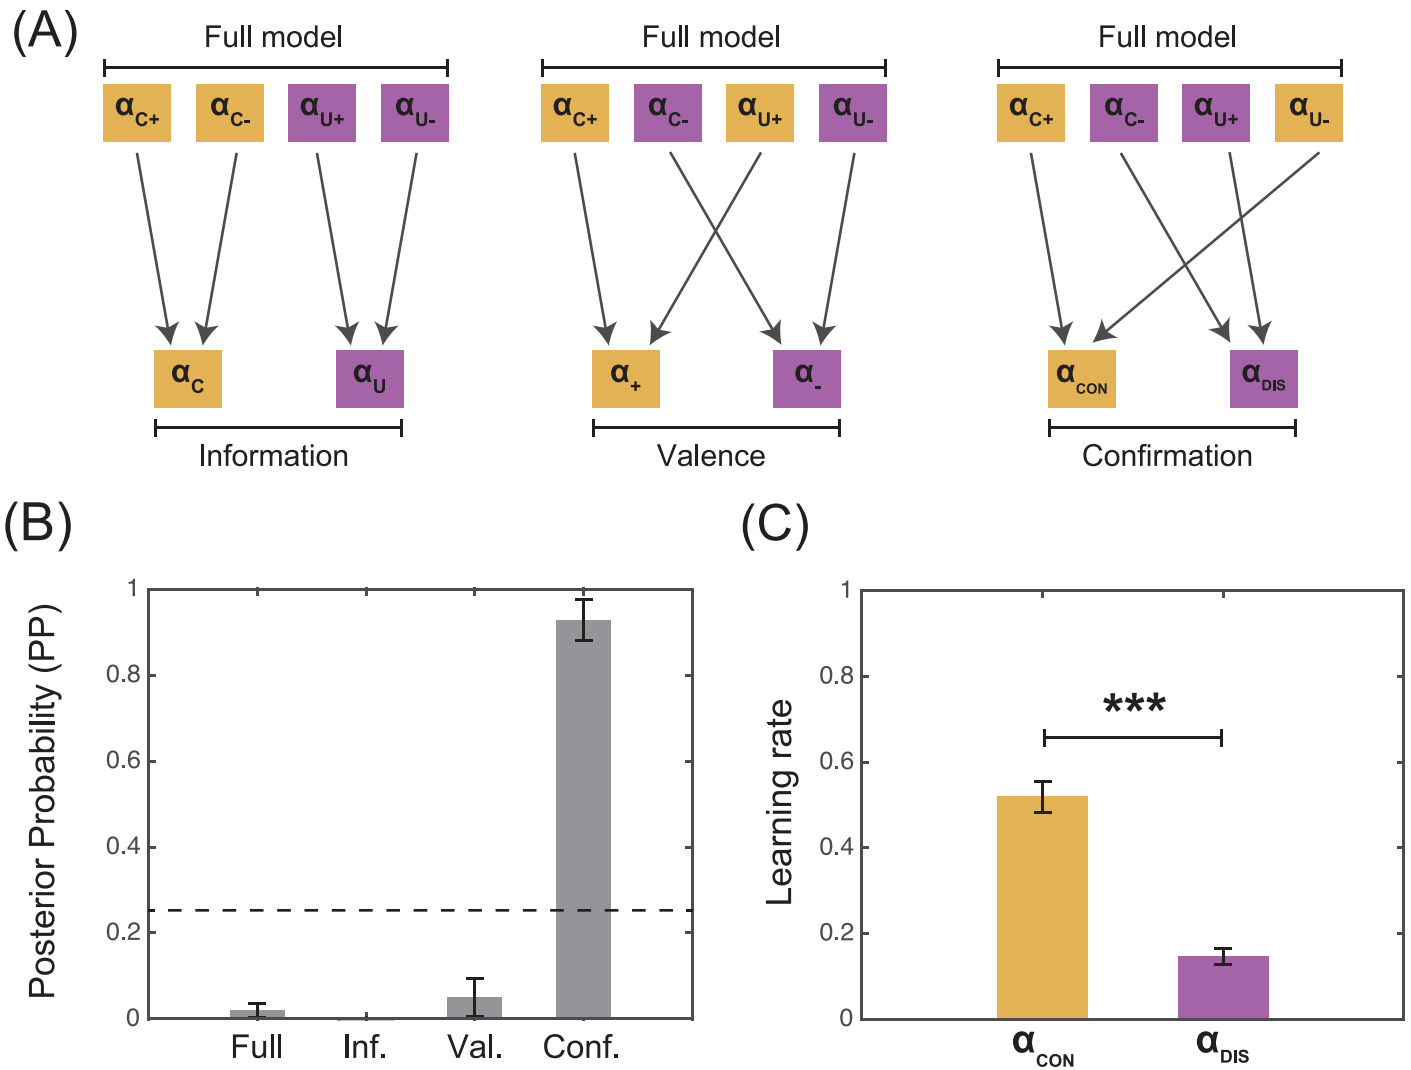 (A)
Full model
αC+ αC- αU+ αU-
αC αU
Information
Full model
αC+ αC- αU+ αU-
α+ α-
Valence
Full model
αC+ αC- αU+ αU-
αCON αDIS
Confirmation
(B)
Posterior Probability (PP)
1
0.8
0.6
0.4
0.2
0
Full Inf. Val. Conf.
(C)
Learning rate
1
0.8
0.6
0.4
0.2
0
***
αCON αDIS